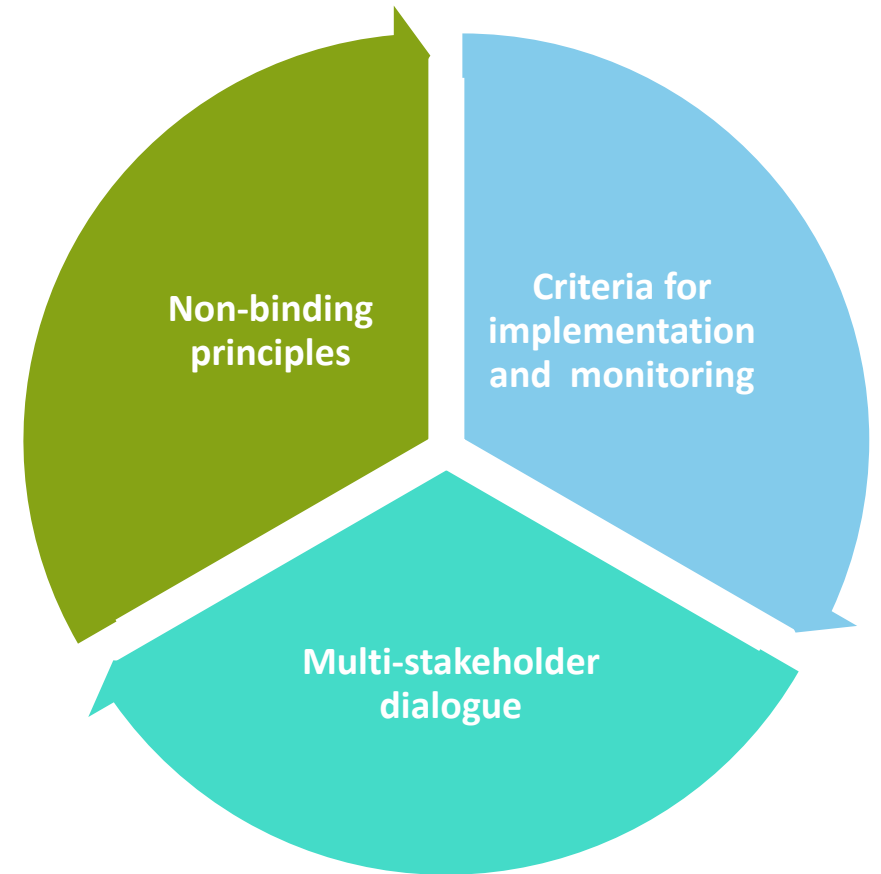 Non-binding
principles
Criteria for
implementation
and monitoring
Multi-stakeholder
dialogue